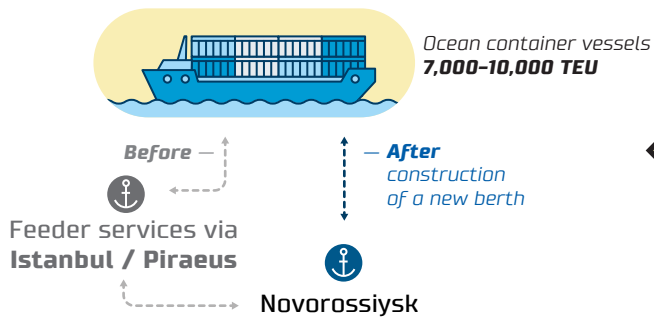 Ocean container vessels
7,000–10,000 TEU
Before —
— After
construction
of a new berth
Feeder services via
Istanbul / Piraeus
Novorossiysk